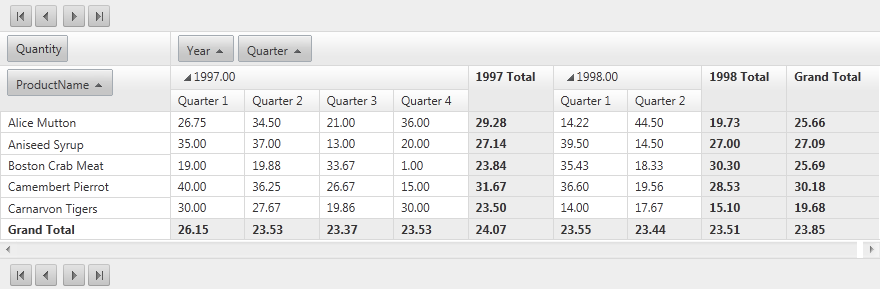 Quantity Year Quarter
ProductName 1997.00 1997 Total 1998.00 1998 Total Grand Total
Quarter 1 Quarter 2 Quarter 3 Quarter 4 Quarter 1 Quarter 2
Alice Mutton 26.75 34.50 21.00 36.00 29.28 14.22 44.50 19.73 25.66
Aniseed Syrup 35.00 37.00 13.00 20.00 27.14 39.50 14.50 27.00 27.09
Boston Crab Meat 19.00 19.88 33.67 1.00 23.84 35.43 18.33 30.30 25.69
Camembert Pierrot 40.00 36.25 26.67 15.00 31.67 36.60 19.56 28.53 30.18
Carnarvon Tigers 30.00 27.67 19.86 30.00 23.50 14.00 17.67 15.10 19.68
Grand Total 26.15 23.53 23.37 23.53 24.07 23.55 23.44 23.51 23.85